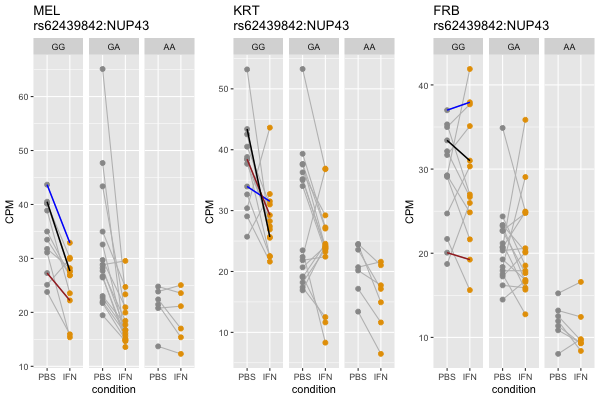 MEL
rs62439842:NUP43
GG GA AA
CPM
60
50
40
30
20
10
PBS IFN PBS IFN PBS IFN
condition
KRT
rs62439842:NUP43
GG GA AA
CPM
50
40
30
20
10
PBS IFN PBS IFN PBS IFN
condition
FRB
rs62439842:NUP43
GG GA AA
CPM
40
30
20
10
PBS IFN PBS IFN PBS IFN
condition